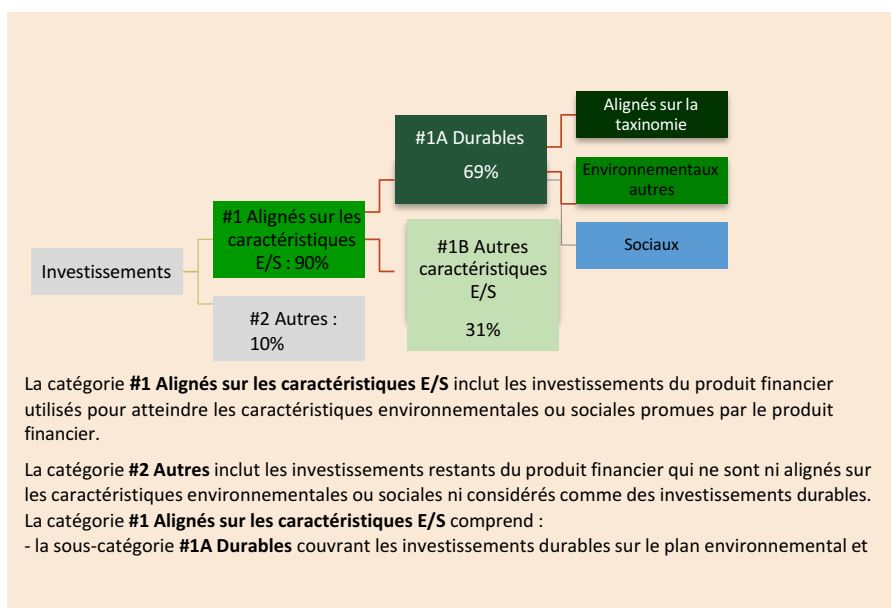 Investissements
#1 Alignés sur les
caractéristiques
E/S : 90%
#2 Autres :
10%
#1A Durables
69%
#1B Autres
caractéristiques
E/S
31%
Alignés sur la
taxinomie
Environnementaux
autres
Sociaux
La catégorie #1 Alignés sur les caractéristiques E/S inclut les investissements du produit financier
utilisés pour atteindre les caractéristiques environnementales ou sociales promues par le produit
financier.
La catégorie #2 Autres inclut les investissements restants du produit financier qui ne sont ni alignés sur
les caractéristiques environnementales ou sociales ni considérés comme des investissements durables.
La catégorie #1 Alignés sur les caractéristiques E/S comprend :
- la sous-catégorie #1A Durables couvrant les investissements durables sur le plan environnemental et